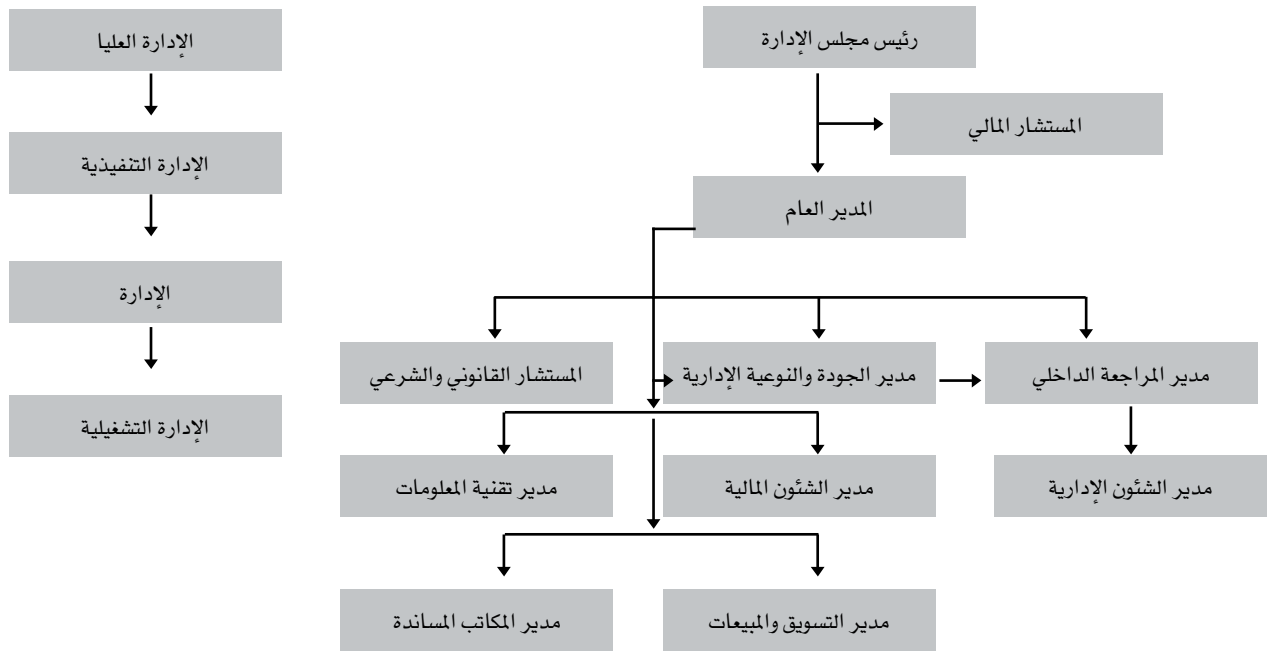 رئيس مجلس الإدارة
المستشار المالي
المدير العام
مدير المراجعة الداخلي
مدير الجودة والنوعية الإدارية
المستشار القانوني والشرعي
مدير الشئون الإدارية
مدير الشئون المالية
مدير تقنية المعلومات
مدير التسويق والمبيعات
مدير المكاتب المساندة
الإدارة العليا
الإدارة التنفيذية
الإدارة
الإدارة التشغيلية